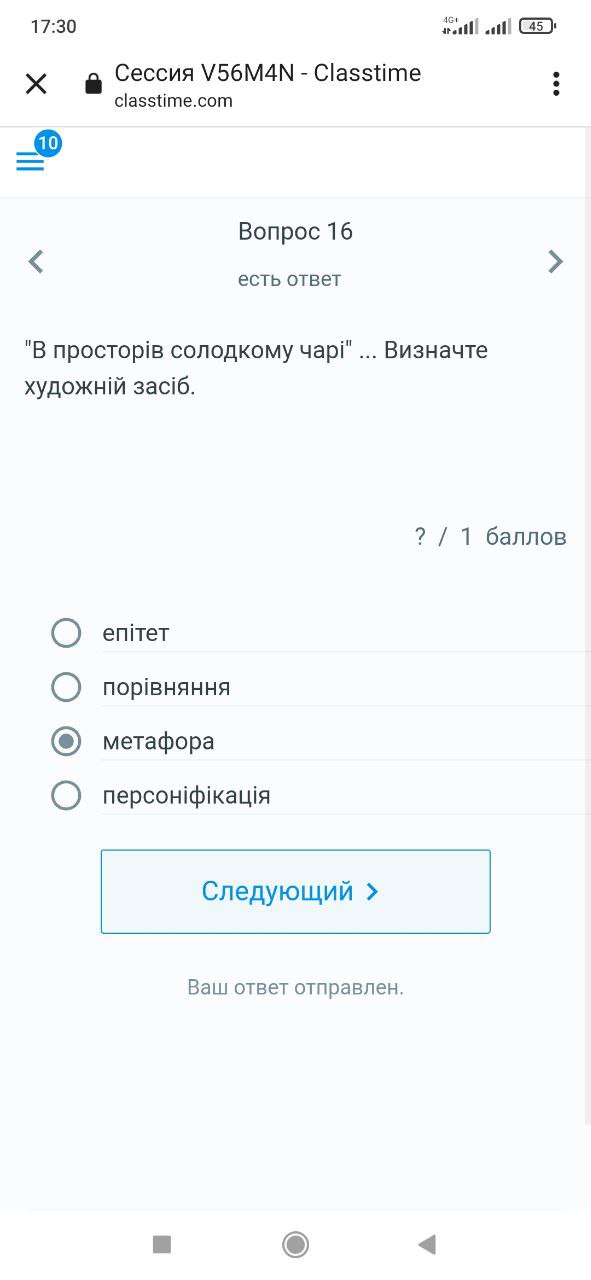 17:30
4G+
45
Сессия V56M4N - Classtime
classtime.com
10
Вопрос 16
есть ответ
"В просторів солодкому чарі" ... Визначте
художній засіб.
? / 1 баллов
епітет
порівняння
метафора
персоніфікація
Следующий
Ваш ответ отправлен.